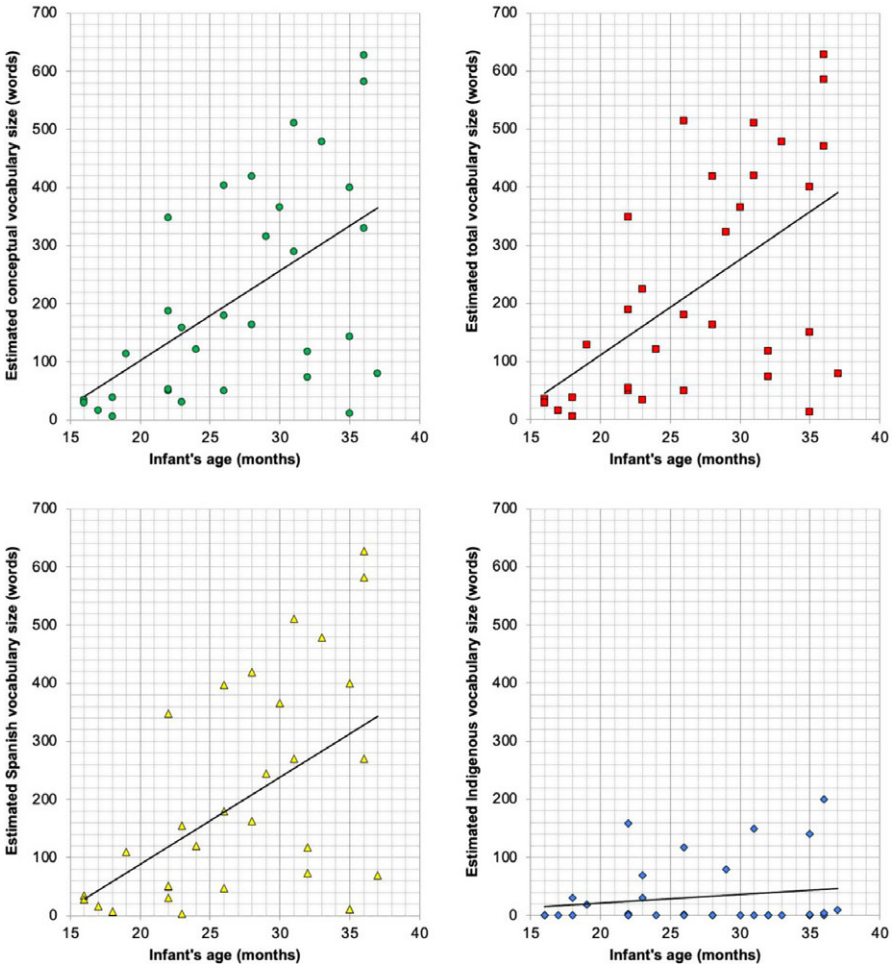 700
600
500
400
300
200
100
0
Estimated conceptual vocabulary size (words)
15 20 25 30 35 40
Infant's age (months)
700
600
500
400
300
200
100
0
Estimated total vocabulary size (words)
15 20 25 30 35 40
Infant's age (months)
700
600
500
400
300
200
100
0
Estimated Spanish vocabulary size (words)
15 20 25 30 35 40
Infant's age (months)
700
600
500
400
300
200
100
0
Estimated Indigenous vocabulary size (words)
15 20 25 30 35 40
Infant's age (months)